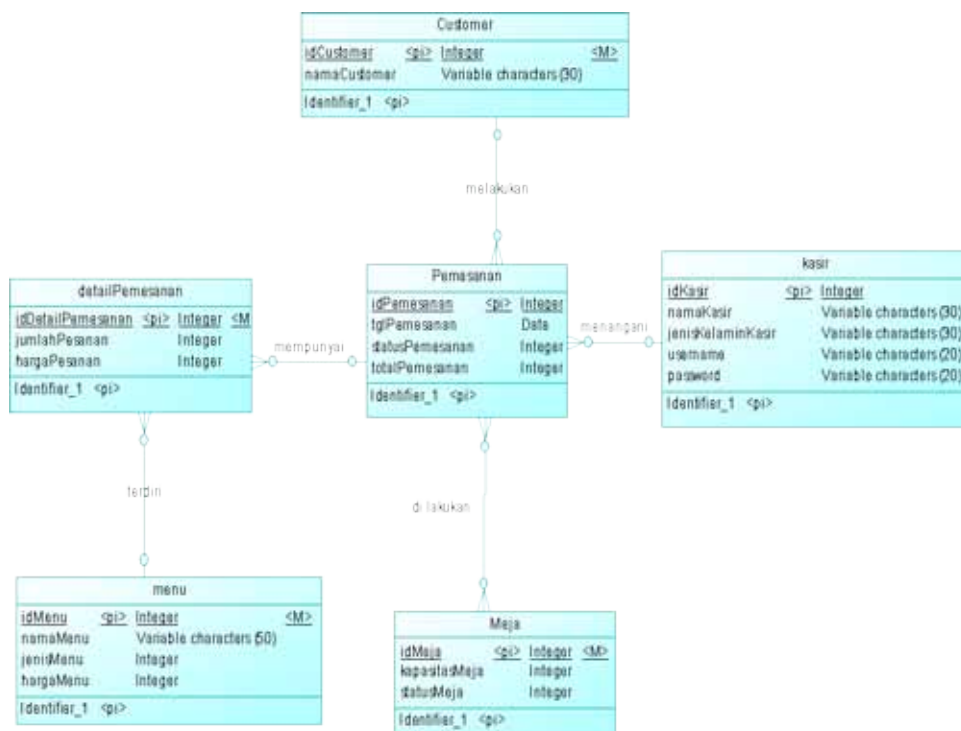 Customer
idCustomer <pi> Integer <M>
namaCustomer Variable characters (30)
Identifier_1 <pi>
melakukan
detailPemesanan
idDetailPemesanan <pi> Integer <M
jumlahPesanan Integer
hargaPesanan Integer
Identifier_1 <pi>
mempunyai
Pemesanan
idPemesanan <pi> Integer
tglPemesanan Date
statusPemesanan Integer
totalPemesanan Integer
Identifier_1 <pi>
menangani
kasir
idKasir <pi> Integer
namaKasir Variable characters (30)
jenisKelaminKasir Variable characters (30)
username Variable characters (20)
password Variable characters (20)
Identifier_1 <pi>
terdiri
di lakukan
menu
idMenu <pi> Integer <M>
namaMenu Variable characters (50)
jenisMenu Integer
hargaMenu Integer
Identifier_1 <pi>
Meja
idMeja <pi> Integer <M>
kapasitasMeja Integer
statusMeja Integer
Identifier_1 <pi>